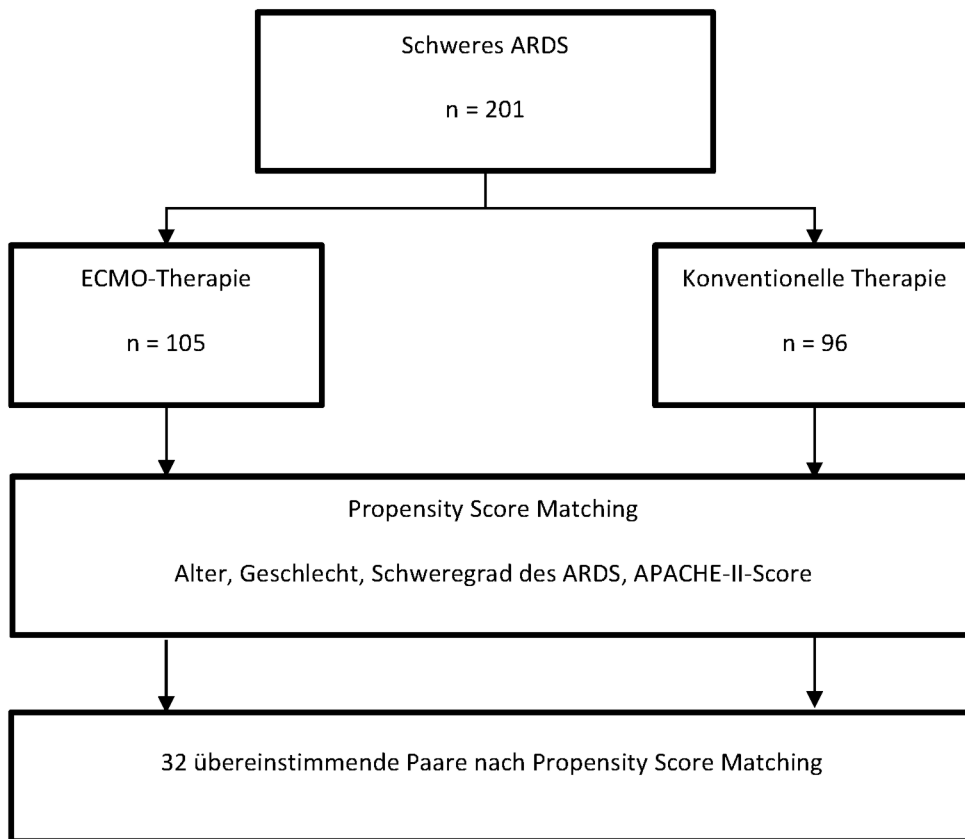 Schweres ARDS
n = 201
ECMO-Therapie
n = 105
Konventionelle Therapie
n = 96
Propensity Score Matching
Alter, Geschlecht, Schweregrad des ARDS, APACHE-II-Score
32 übereinstimmende Paare nach Propensity Score Matching